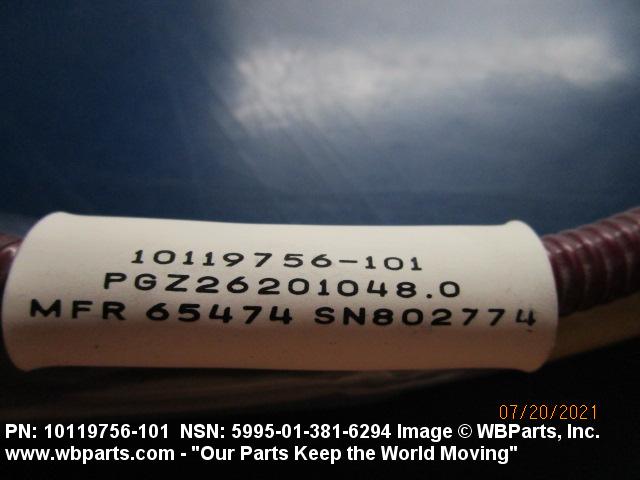 10119756-101
PGZ26201048.0
MFR 65474 SN802774
07/20/2021
PN: 10119756-101 NSN: 5995-01-381-6294 Image © WBParts, Inc.
www.wbparts.com - "Our Parts Keep the World Moving"